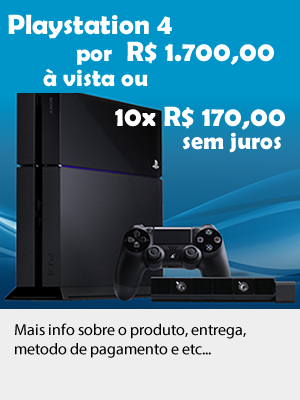 Playstation 4
por R$ 1.700,00
à vista ou
10x R$ 170,00
sem juros
Mais info sobre o produto, entrega,
metodo de pagamento e etc...